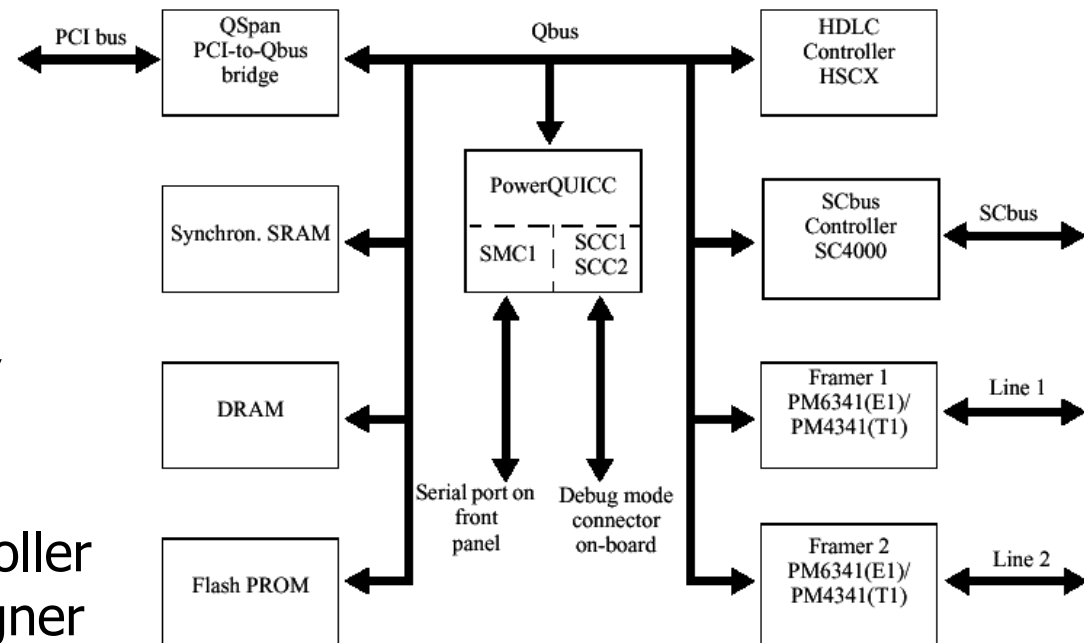 PCI bus
QSpan
PCI-to-Qbus
bridge
Qbus
HDLC
Controller
HSCX
PowerQUICC
SMC1
SCC1
SCC2
Synchron. SRAM
SCbus
Controller
SC4000
SCbus
DRAM
Framer 1
PM6341(E1)/
PM4341(T1)
Line 1
Serial port on
front
panel
Debug mode
connector
on-board
oller
gner
Flash PROM
Framer 2
PM6341(E1)/
PM4341(T1)
Line 2